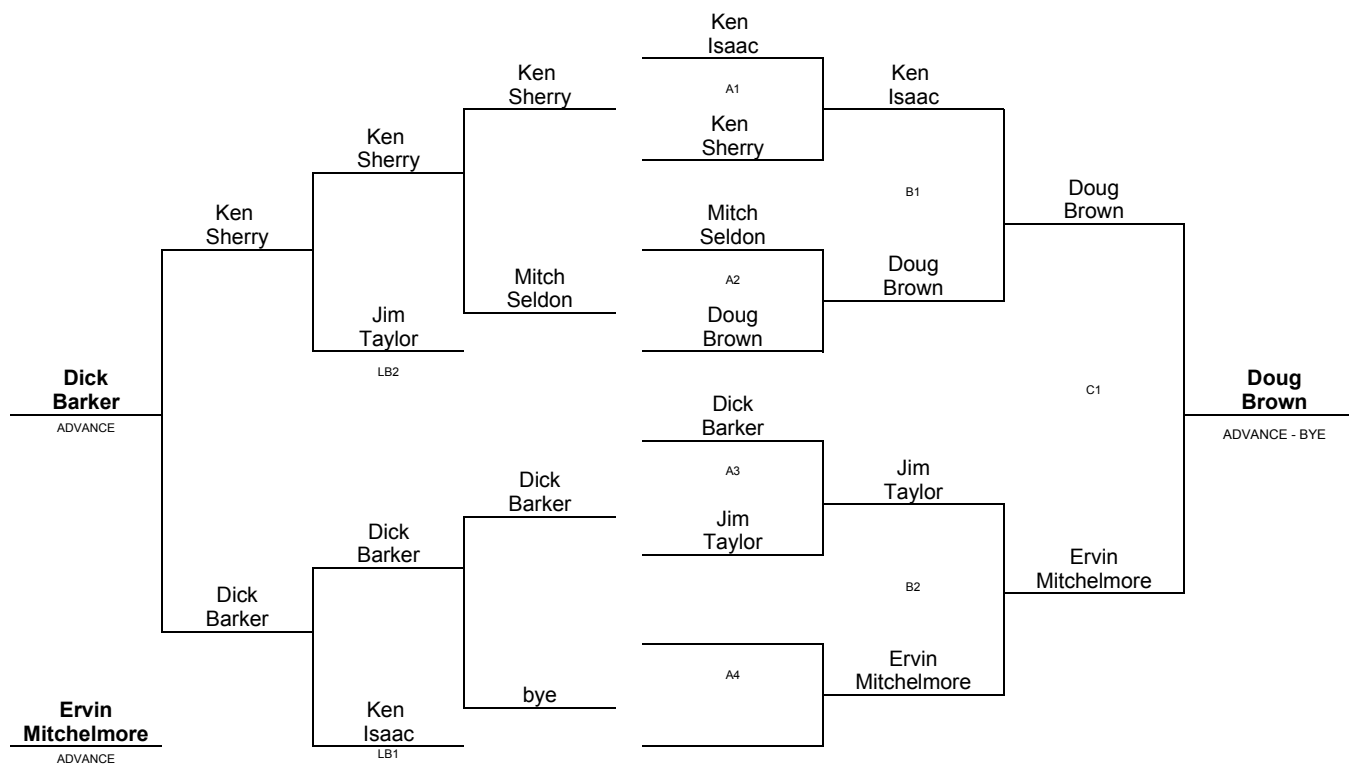 Ken
Isaac
A1
Ken
Sherry
Ken
Isaac
Ken
Sherry
Ken
Sherry
Ken
Sherry
Mitch
Seldon
A2
Doug
Brown
B1
Doug
Brown
Doug
Brown
Mitch
Seldon
Jim
Taylor
LB2
Dick
Barker
ADVANCE
C1
Doug
Brown
ADVANCE - BYE
Dick
Barker
A3
Jim
Taylor
Jim
Taylor
Dick
Barker
Dick
Barker
Dick
Barker
B2
Ervin
Mitchelmore
A4
Ervin
Mitchelmore
bye
Ken
Isaac
LB1
Ervin
Mitchelmore
ADVANCE